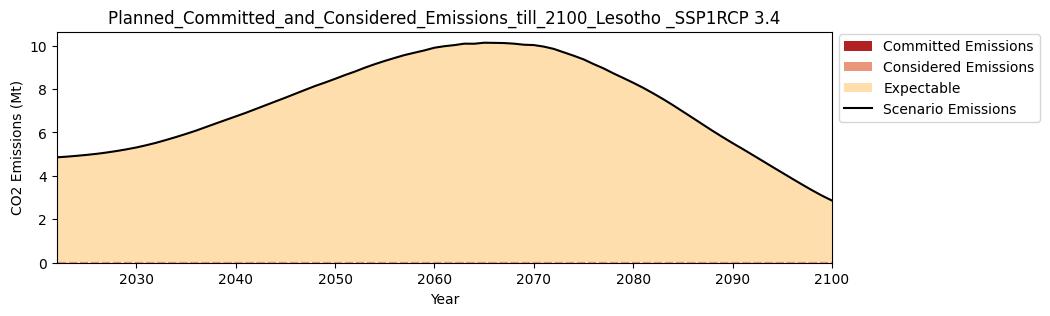 Planned_Committed_and_Considered_Emissions_till_2100_Lesotho _SSP1RCP 3.4
Committed Emissions
Considered Emissions
Expectable
Scenario Emissions
CO2 Emissions (Mt)
10
8
6
4
2
0
2030 2040 2050 2060 2070 2080 2090 2100
Year